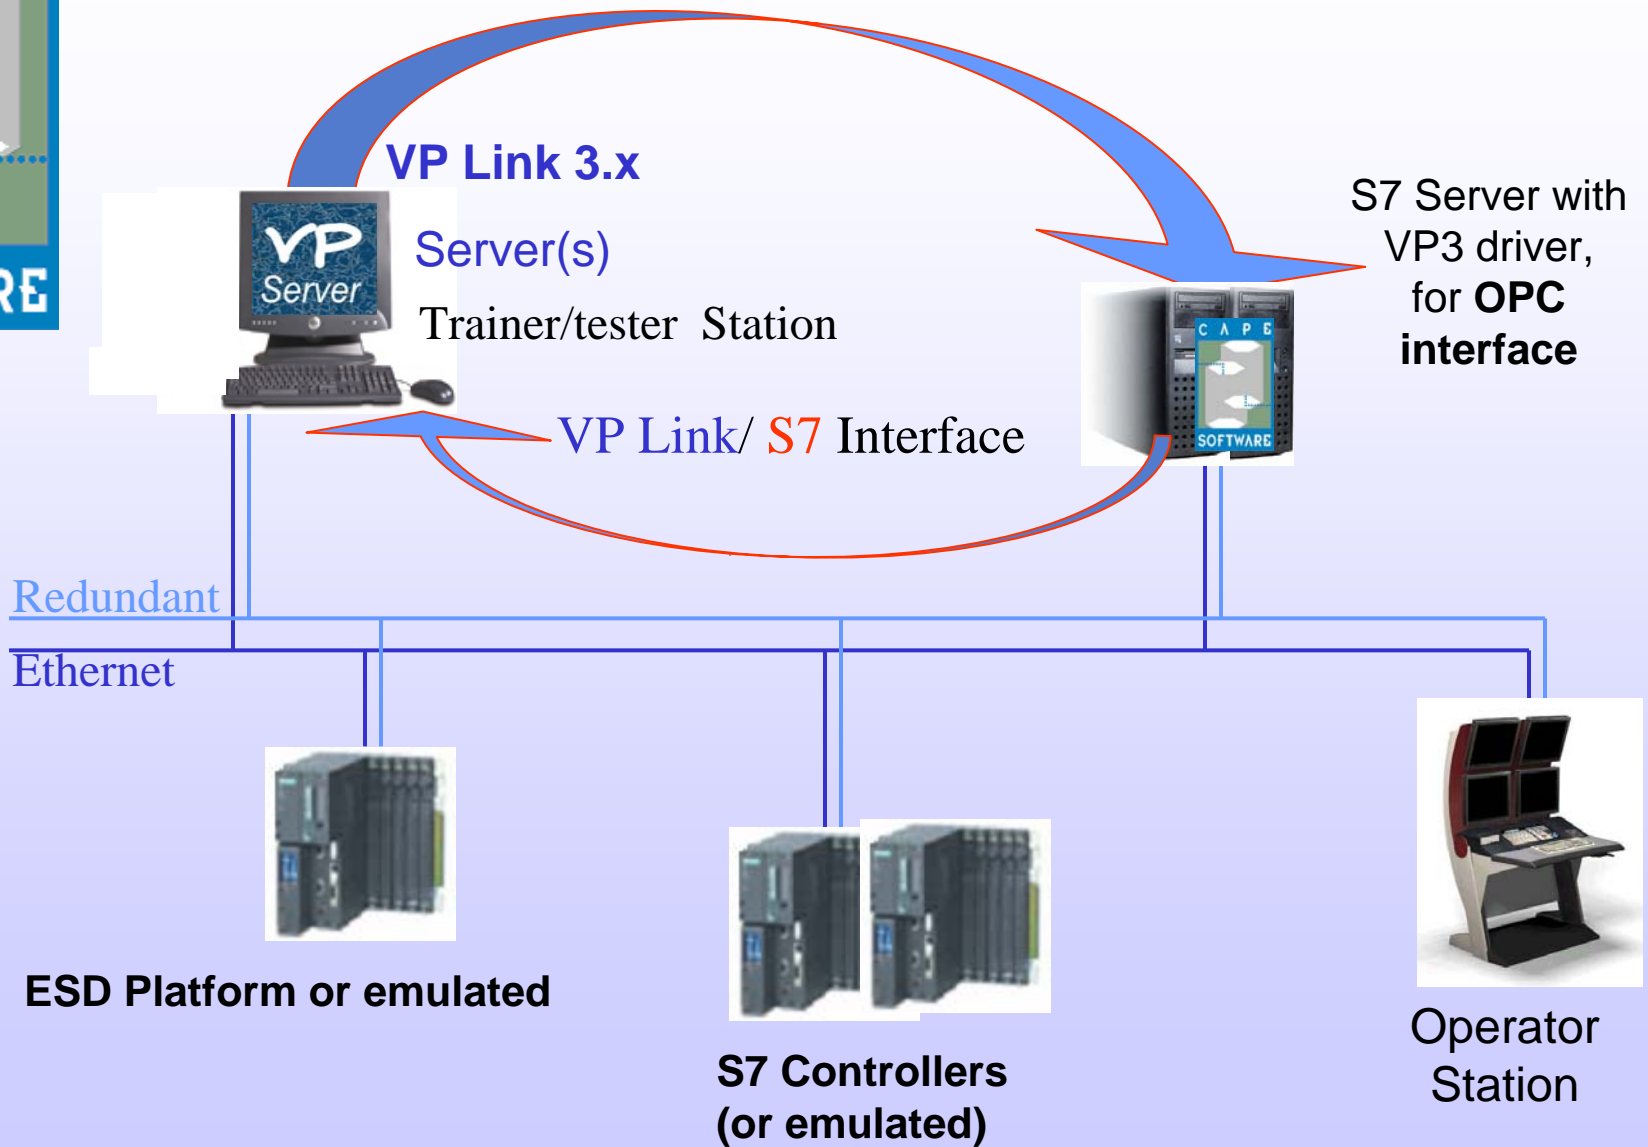 RE
VP Link 3.x
VP
Server
Server(s)
Trainer/tester Station
S7 Server with
VP3 driver,
for OPC
interface
CAPE
SOFTWARE
VP Link/ S7 Interface
Redundant
Ethernet
ESD Platform or emulated
S7 Controllers
(or emulated)
Operator
Station